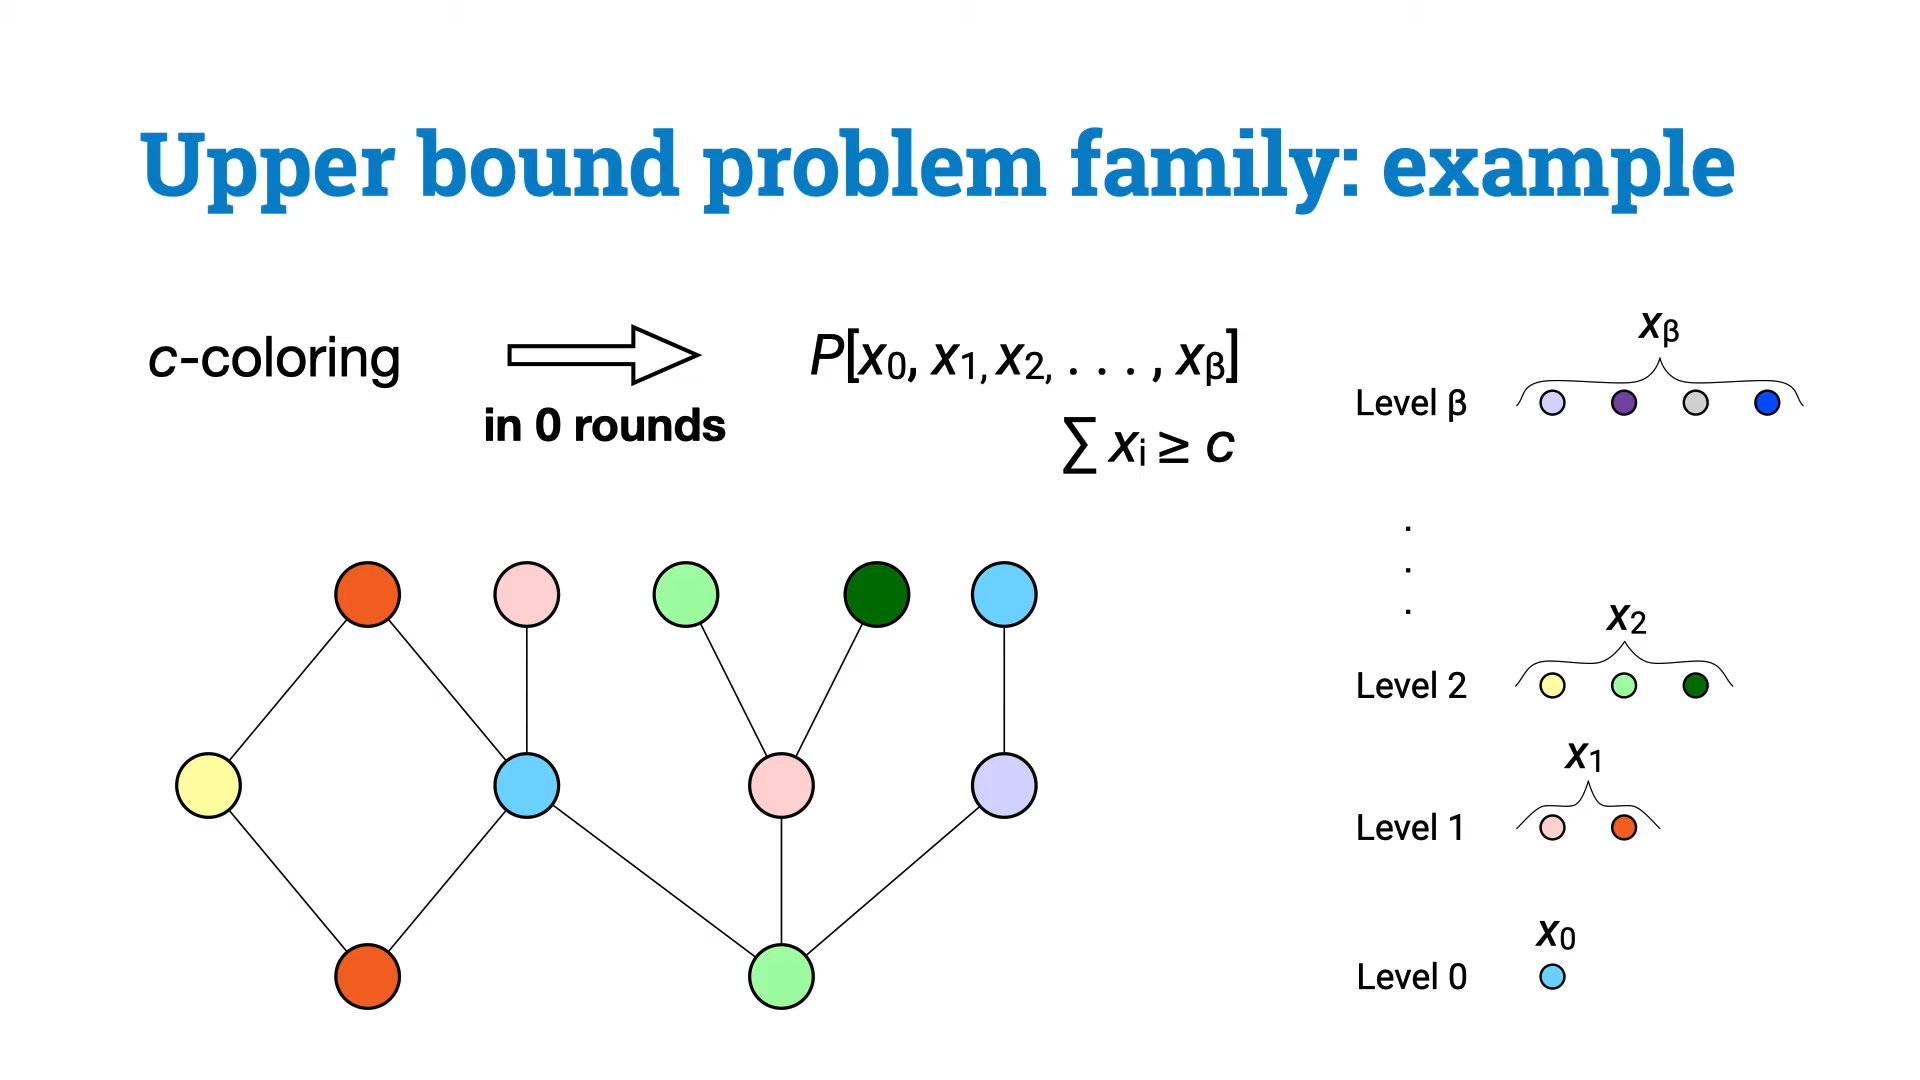 Upper bound problem family: example
c-coloring
in 0 rounds
P[x₀, x₁, x₂, . . . , xᵦ]
∑ xᵢ ≥ c
xᵦ
Level β
.
.
.
x₂
Level 2
x₁
Level 1
x₀
Level 0